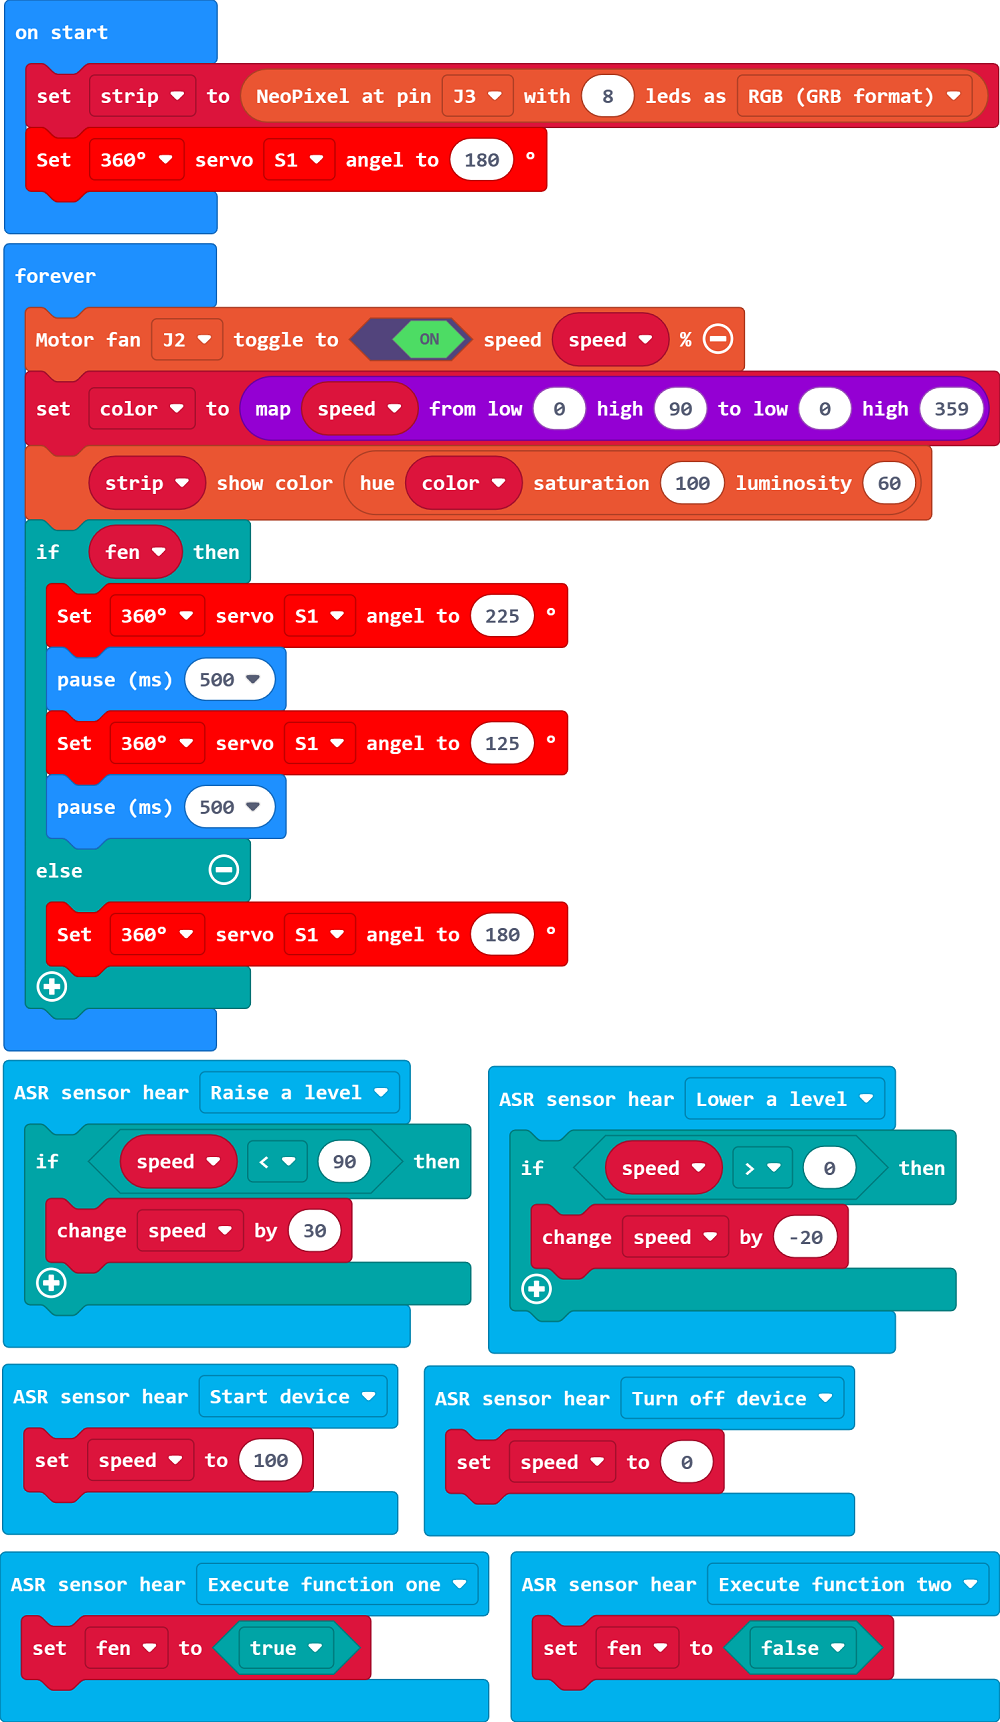 on start
set strip to NeoPixel at pin J3 with 8 leds as RGB (GRB format)
Set 360° servo S1 angel to 180 °
forever
Motor fan J2 toggle to ON speed speed %
set color to map speed from low 0 high 90 to low 0 high 359
strip show color hue color saturation 100 luminosity 60
if fen then
Set 360° servo S1 angel to 225 °
pause (ms) 500
Set 360° servo S1 angel to 125 °
pause (ms) 500
else
Set 360° servo S1 angel to 180 °
ASR sensor hear Raise a level
if speed < 90 then
change speed by 30
ASR sensor hear Lower a level
if speed > 0 then
change speed by -20
ASR sensor hear Start device
set speed to 100
ASR sensor hear Turn off device
set speed to 0
ASR sensor hear Execute function one
set fen to true
ASR sensor hear Execute function two
set fen to false